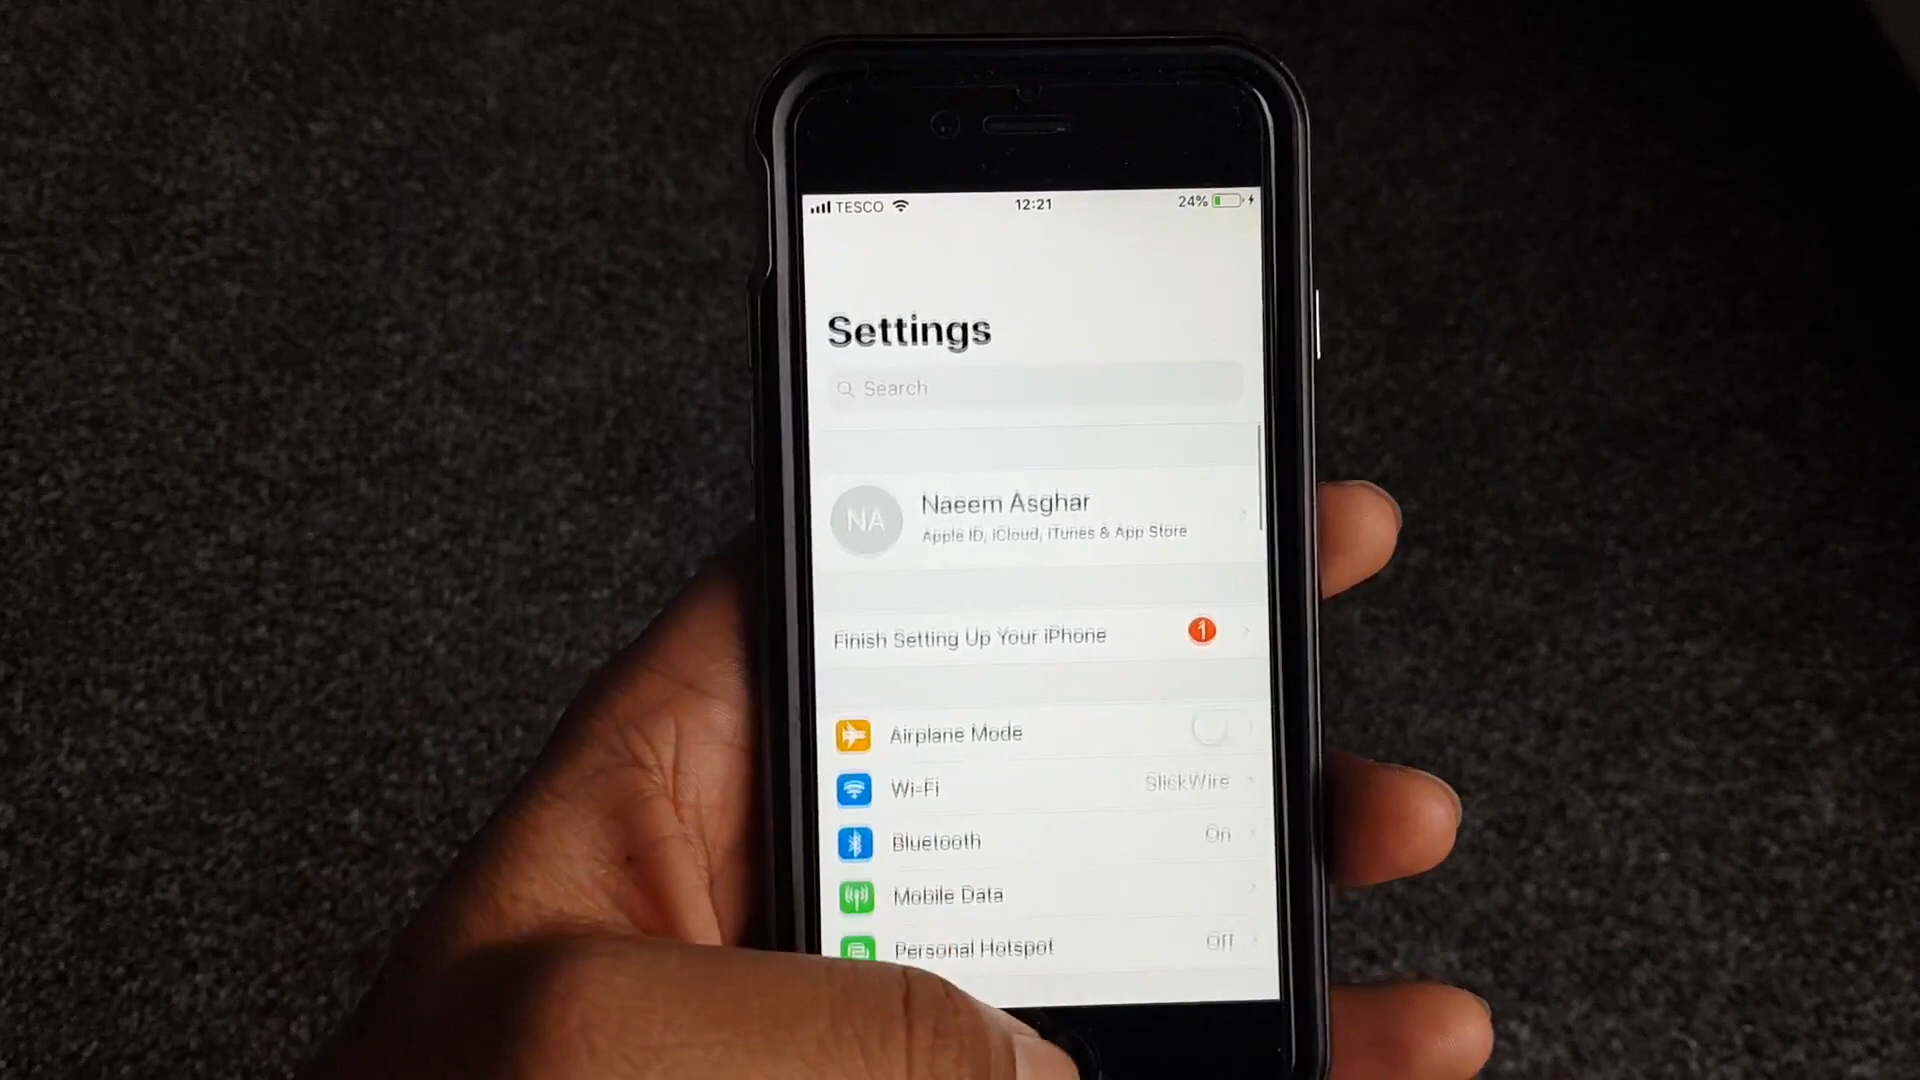 TESCO 12:21 24%
Settings
Search
NA
Naeem Asghar
Apple ID, iCloud, iTunes & App Store
Finish Setting Up Your iPhone 1
Airplane Mode
Wi-Fi SlickWire
Bluetooth On
Mobile Data
Personal Hotspot Off